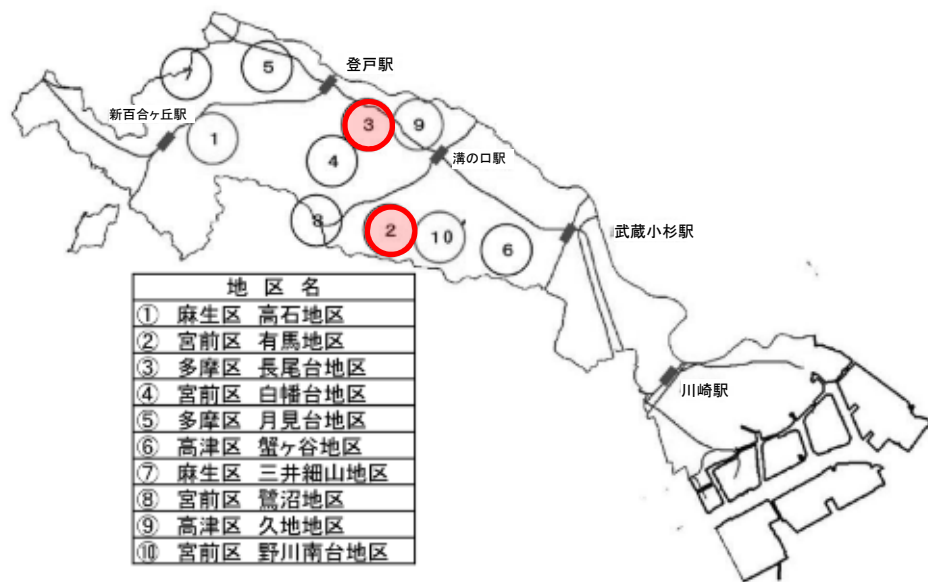 登戸駅
5
7
新百合ヶ丘駅
3
9
1
4
溝の口駅
8
2
10
6
武蔵小杉駅
川崎駅
地 区 名
① 麻生区 高石地区
② 宮前区 有馬地区
③ 多摩区 長尾台地区
④ 宮前区 白幡台地区
⑤ 多摩区 月見台地区
⑥ 高津区 蟹ヶ谷地区
⑦ 麻生区 三井細山地区
⑧ 宮前区 鷺沼地区
⑨ 高津区 久地地区
⑩ 宮前区 野川南台地区